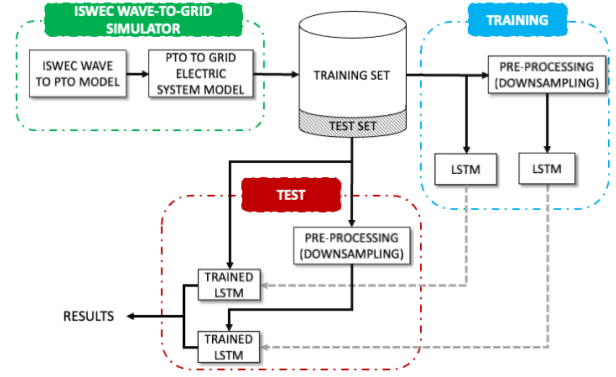 ISWEC WAVE-TO-GRID
SIMULATOR
ISWEC WAVE
TO PTO MODEL
PTO TO GRID
ELECTRIC
SYSTEM MODEL
TRAINING SET
TEST SET
TRAINING
PRE-PROCESSING
(DOWNSAMPLING)
LSTM
LSTM
TEST
PRE-PROCESSING
(DOWNSAMPLING)
TRAINED
LSTM
RESULTS
TRAINED
LSTM